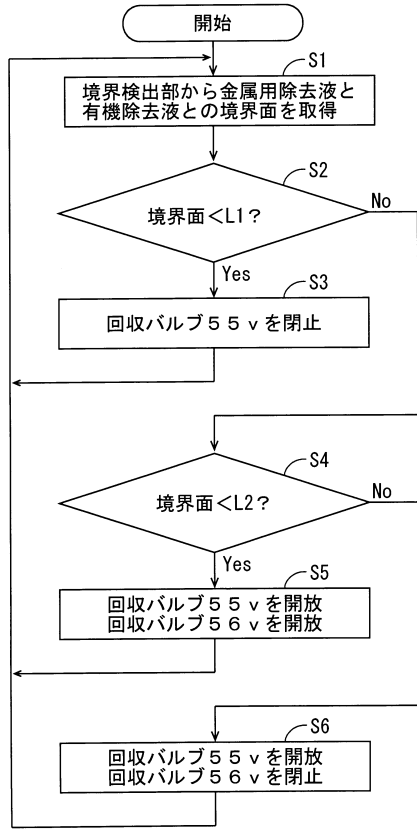 開始
S1
境界検出部から金属用除去液と
有機除去液との境界面を取得
S2
境界面<L1?
No
Yes
S3
回収バルブ55vを閉止
S4
境界面<L2?
No
Yes
S5
回収バルブ55vを開放
回収バルブ56vを開放
S6
回収バルブ55vを開放
回収バルブ56vを閉止